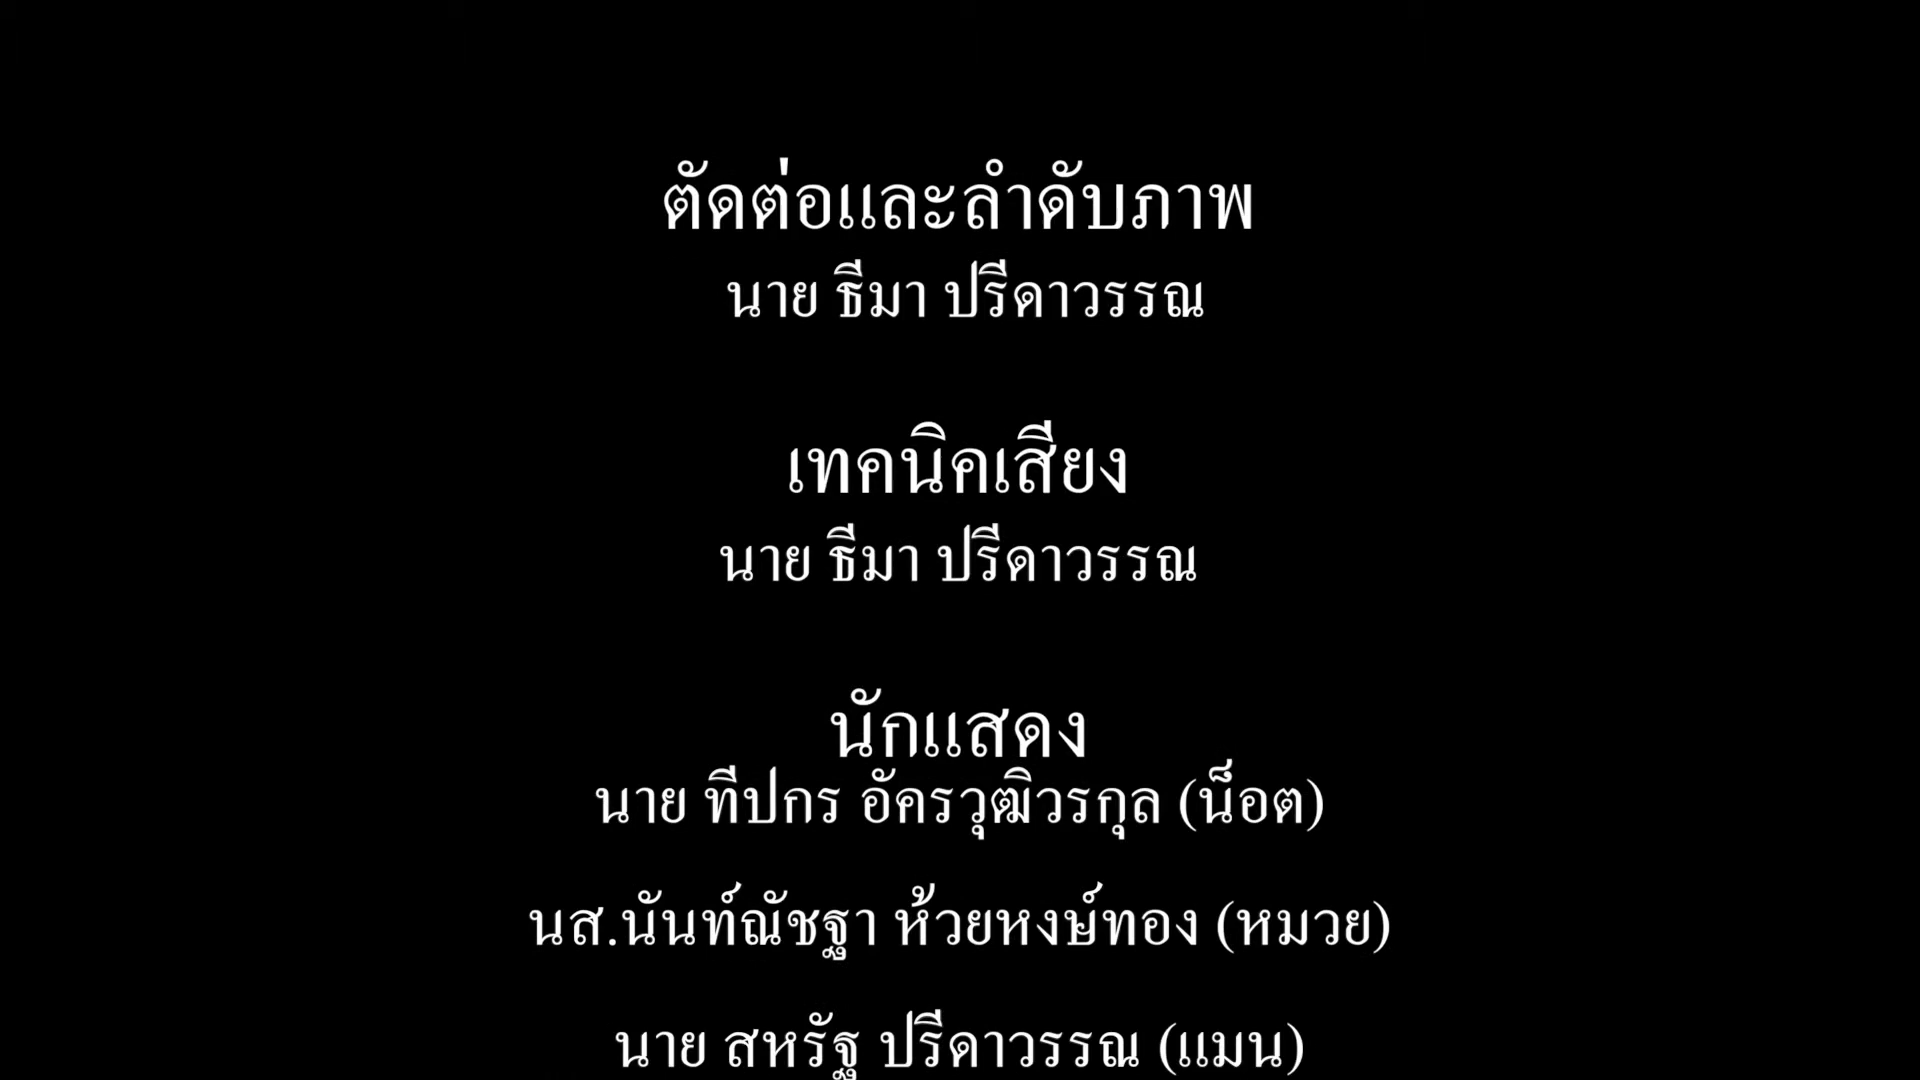 ตัดต่อและลำดับภาพ
นาย ธีมา ปรีดาวรรณ
เทคนิคเสียง
นาย ธีมา ปรีดาวรรณ
นักแสดง
นาย ทีปกร อัครวุฒิวรกุล (น็อต)
นส.นันท์ณัชฐา ห้วยหงษ์ทอง (หมวย)
นาย สหรัฐ ปรีดาวรรณ (แมน)